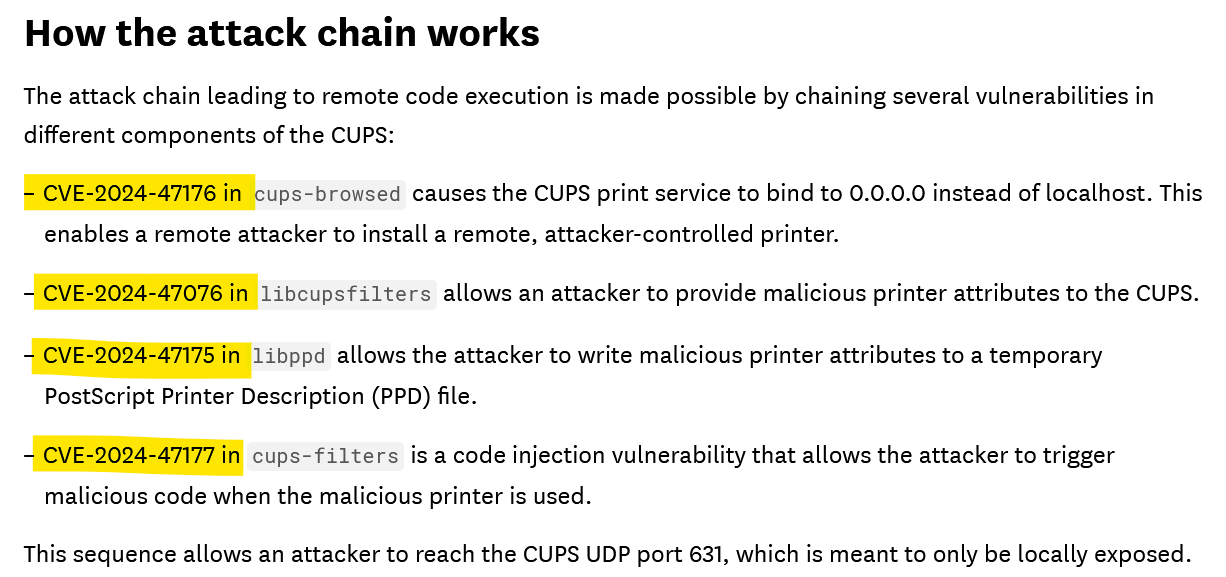 How the attack chain works
The attack chain leading to remote code execution is made possible by chaining several vulnerabilities in
different components of the CUPS:
– CVE-2024-47176 in cups-browsed causes the CUPS print service to bind to 0.0.0.0 instead of localhost. This
enables a remote attacker to install a remote, attacker-controlled printer.
– CVE-2024-47076 in libcupsfilters allows an attacker to provide malicious printer attributes to the CUPS.
– CVE-2024-47175 in libppd allows the attacker to write malicious printer attributes to a temporary
PostScript Printer Description (PPD) file.
– CVE-2024-47177 in cups-filters is a code injection vulnerability that allows the attacker to trigger
malicious code when the malicious printer is used.
This sequence allows an attacker to reach the CUPS UDP port 631, which is meant to only be locally exposed.